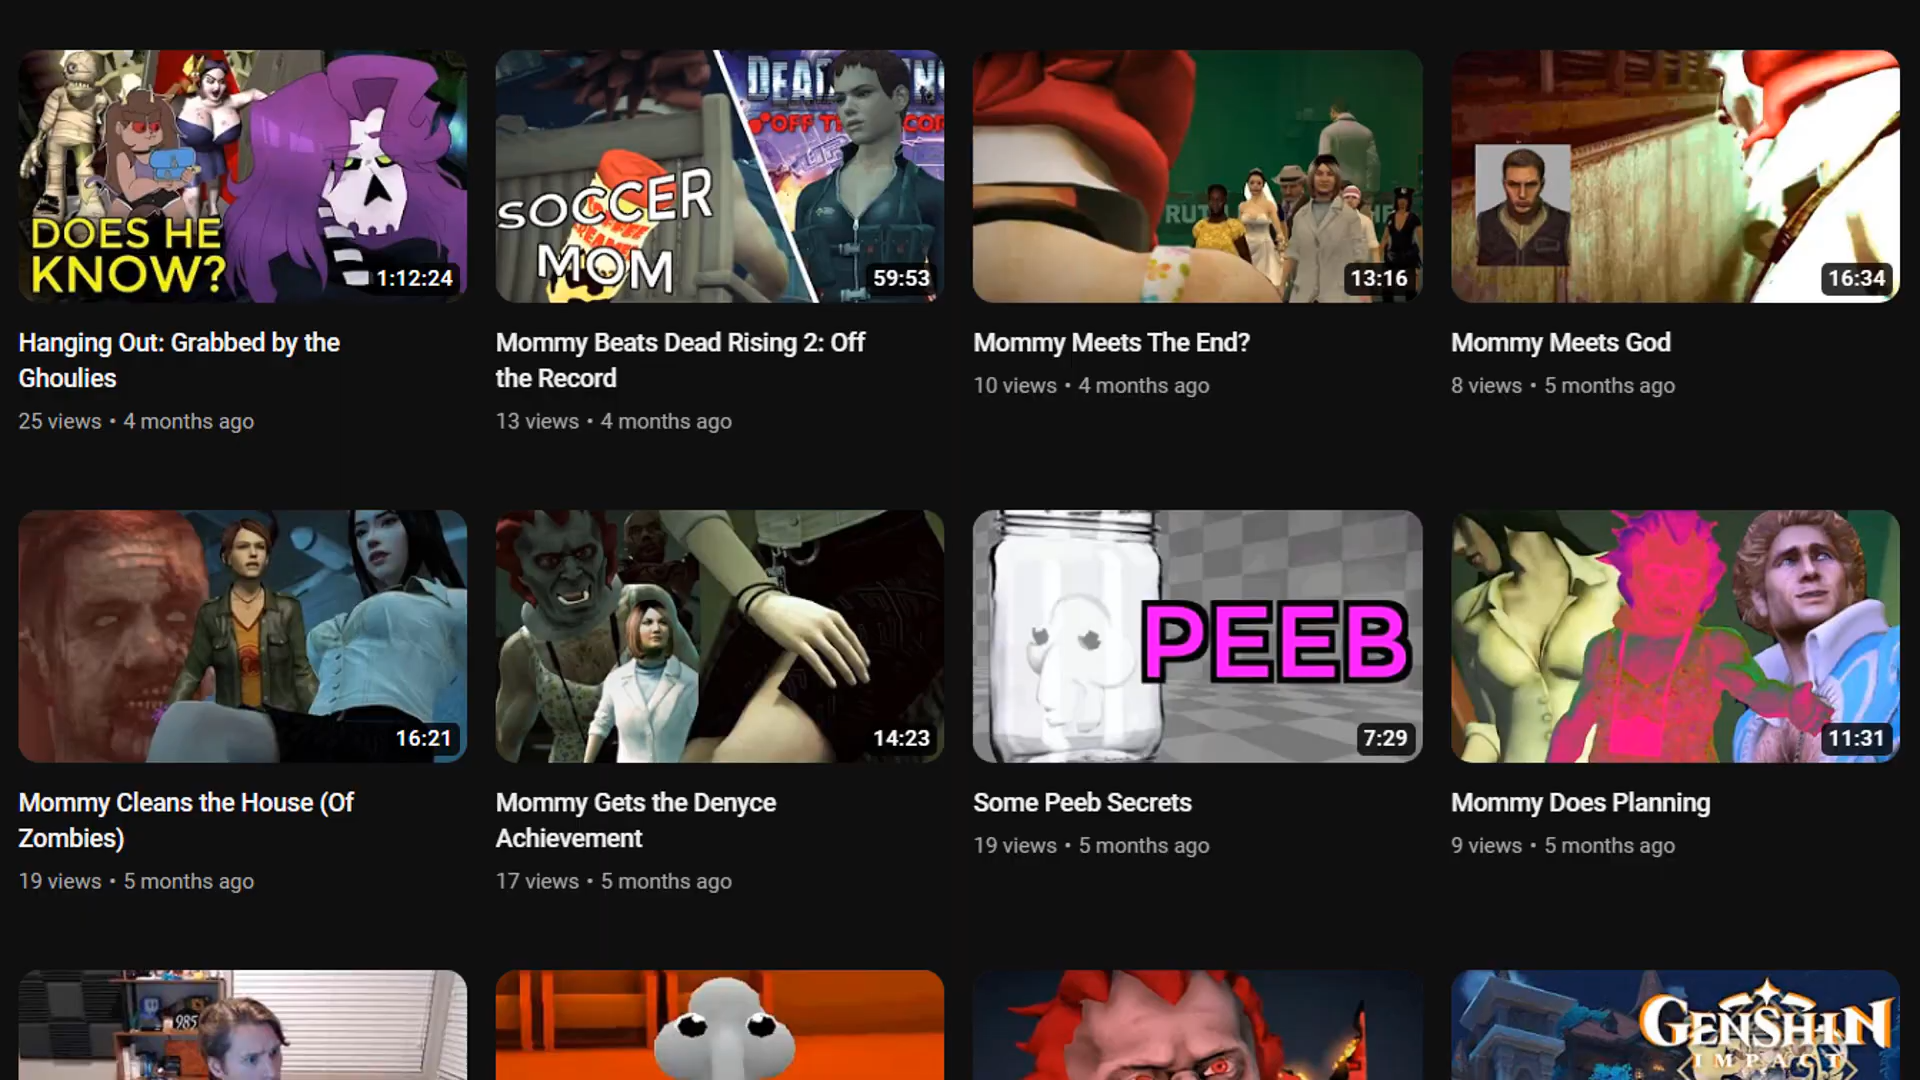 DOES HE
KNOW?
1:12:24
SOCCER
MOM
DEAD
OFF THE
59:53
RUT
13:16
16:34
Hanging Out: Grabbed by the
Ghoulies
25 views • 4 months ago
Mommy Beats Dead Rising 2: Off
the Record
13 views • 4 months ago
Mommy Meets The End?
10 views • 4 months ago
Mommy Meets God
8 views • 5 months ago
16:21
14:23
PEEB
7:29
11:31
Mommy Cleans the House (Of
Zombies)
19 views • 5 months ago
Mommy Gets the Denyce
Achievement
17 views • 5 months ago
Some Peeb Secrets
19 views • 5 months ago
Mommy Does Planning
9 views • 5 months ago
985
GENSHIN
IMPACT